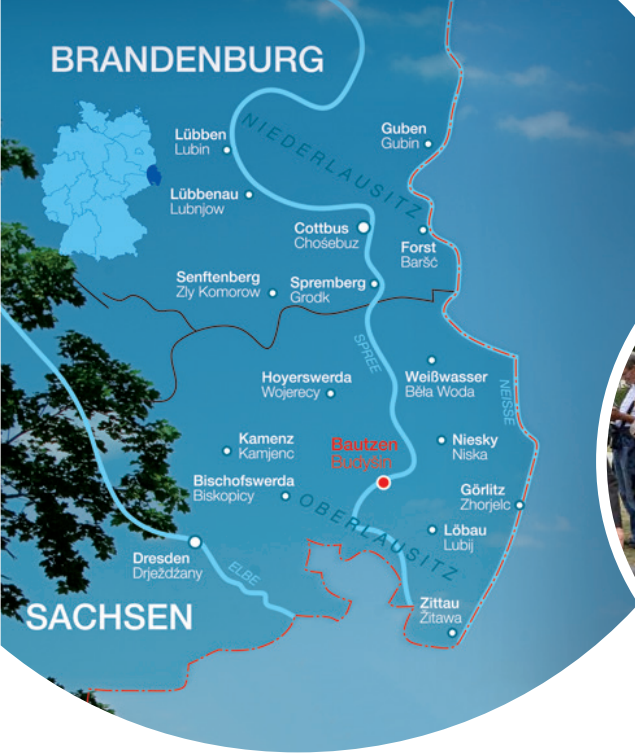 BRANDENBURG
NIEDERLAUSITZ
Lübben
Lubin
Guben
Gubin
Lübbenau
Lubnjow
Cottbus
Chośebuz
Forst
Baršć
Senftenberg
Zly Komorow
Spremberg
Grodk
SPREE
NEISSE
Hoyerswerda
Wojerecy
Weißwasser
Běła Woda
Kamenz
Kamjenc
Bautzen
Budyšin
Niesky
Niska
Bischofswerda
Biskopicy
Görlitz
Zhorjelc
OBERLAUSITZ
Löbau
Lubij
Dresden
Drježdźany
ELBE
SACHSEN
Zittau
Žitawa